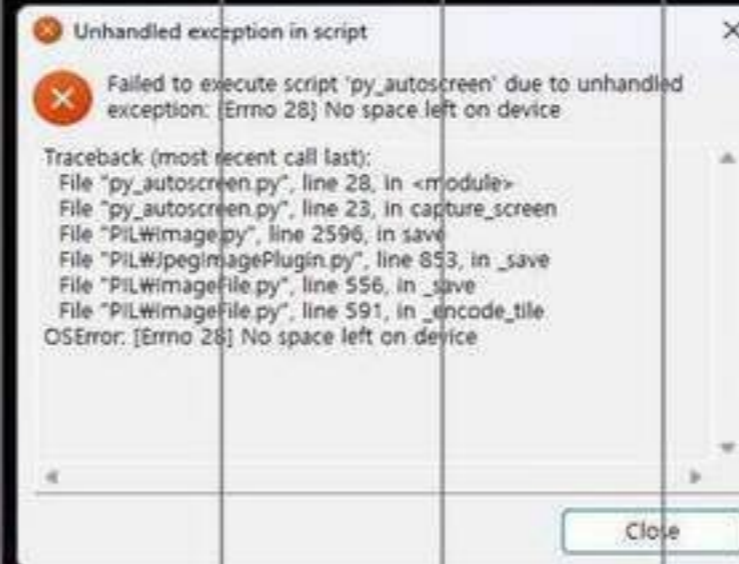 Unhandled exception in script
Failed to execute script 'py_autoscreen' due to unhandled
exception: [Errno 28] No space left on device
Traceback (most recent call last):
File "py_autoscreen.py", line 28, in <module>
File "py_autoscreen.py", line 23, in capture_screen
File "PIL₩Image.py", line 2596, in save
File "PIL₩JpegImagePlugin.py", line 853, in _save
File "PIL₩ImageFile.py", line 556, in _save
File "PIL₩ImageFile.py", line 591, in _encode_tile
OSError: [Errno 28] No space left on device
Close